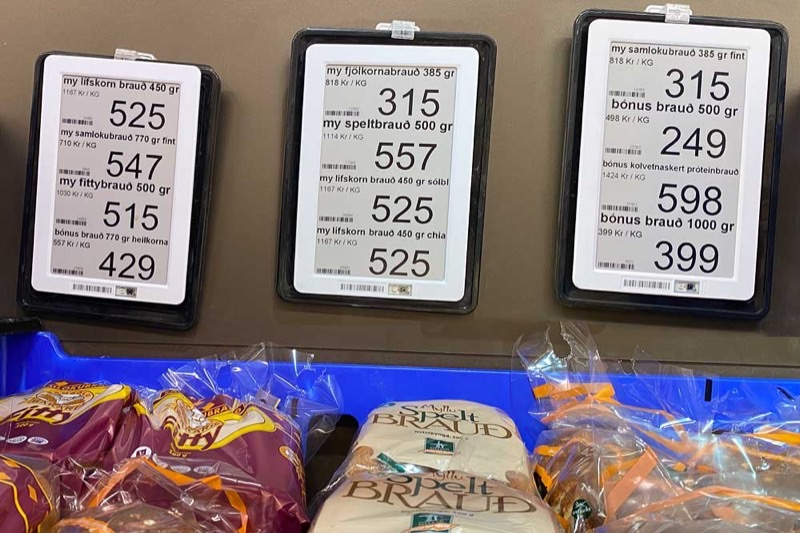 my lífskorn brauð 450 gr
1167 Kr / KG
525
my samlokubrauð 770 gr fint
710 Kr / KG
547
my fittybrauð 500 gr
1030 Kr / KG
515
bónus brauð 770 gr heilkorna
557 Kr / KG
429
my fjölkornabrauð 385 gr
818 Kr / KG
315
my speltbrauð 500 gr
1114 Kr / KG
557
my lífskorn brauð 450 gr sólbl
1167 Kr / KG
525
my lífskorn brauð 450 gr chia
1167 Kr / KG
525
my samlokubrauð 385 gr fint
818 Kr / KG
315
bónus brauð 500 gr
498 Kr / KG
249
bónus kolvetnaskert próteinbrauð
1424 Kr / KG
598
bónus brauð 1000 gr
399 Kr / KG
399
Spelt
BRAUÐ
Spelt
BRAUÐ